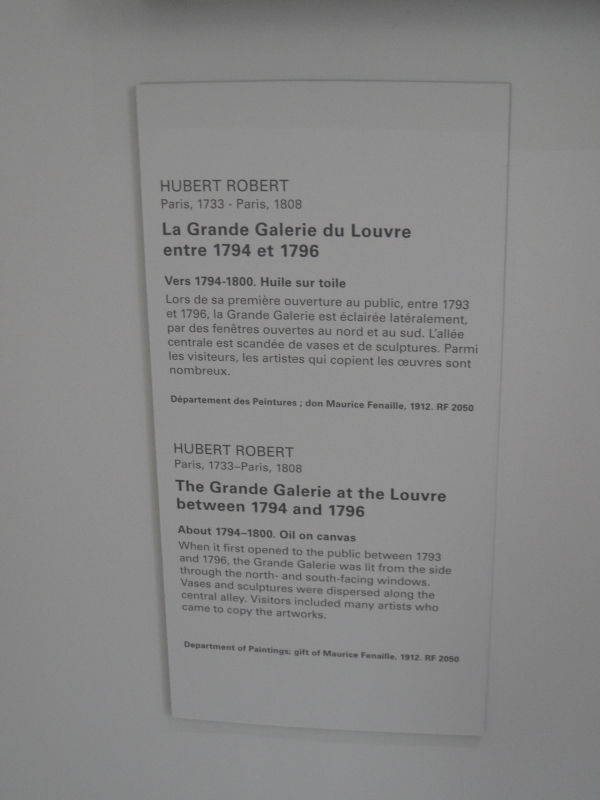 HUBERT ROBERT
Paris, 1733 - Paris, 1808
La Grande Galerie du Louvre
entre 1794 et 1796
Vers 1794-1800. Huile sur toile
Lors de sa première ouverture au public, entre 1793
et 1796, la Grande Galerie est éclairée latéralement,
par des fenêtres ouvertes au nord et au sud. L'allée
centrale est scandée de vases et de sculptures. Parmi
les visiteurs, les artistes qui copient les œuvres sont
nombreux.
Département des Peintures ; don Maurice Fenaille, 1912. RF 2050
HUBERT ROBERT
Paris, 1733–Paris, 1808
The Grande Galerie at the Louvre
between 1794 and 1796
About 1794–1800. Oil on canvas
When it first opened to the public between 1793
and 1796, the Grande Galerie was lit from the side
through the north- and south-facing windows.
Vases and sculptures were dispersed along the
central alley. Visitors included many artists who
came to copy the artworks.
Department of Paintings; gift of Maurice Fenaille, 1912. RF 2050